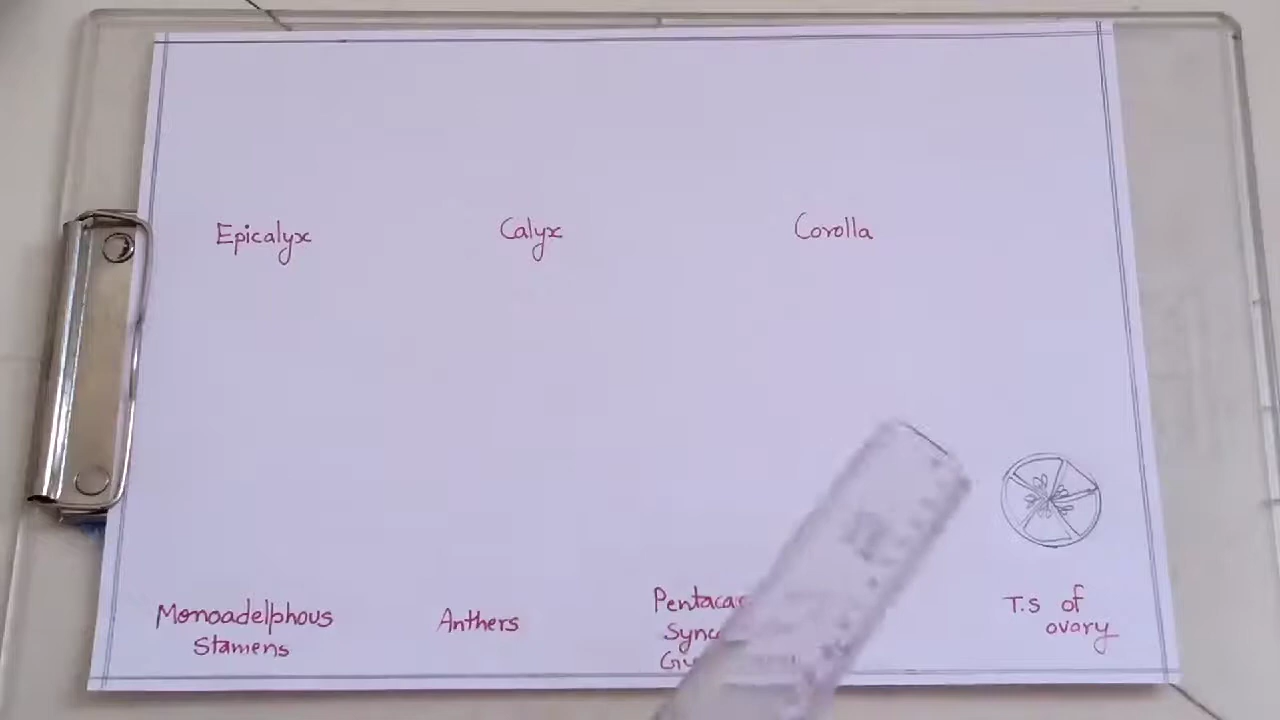 Epicalyx
Calyx
Corolla
Monoadelphous
Stamens
Anthers
T.S of
ovary